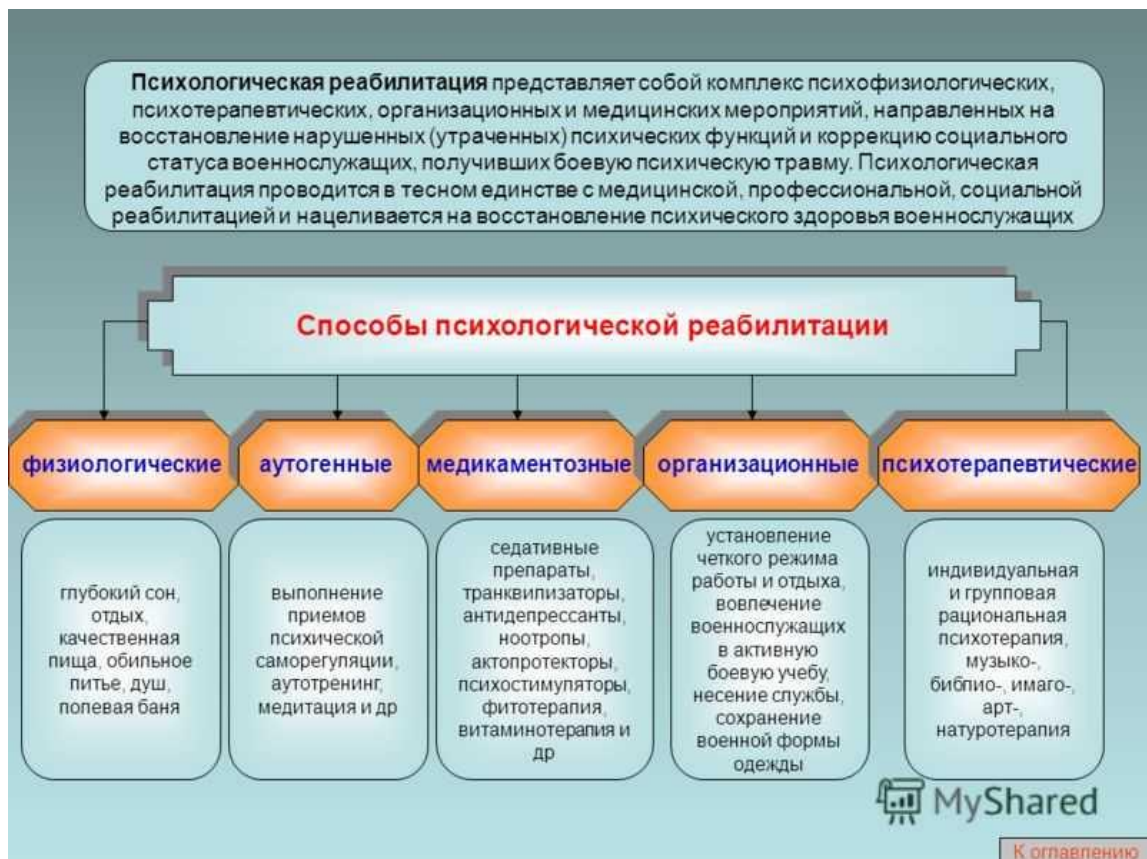 Психологическая реабилитация представляет собой комплекс психофизиологических,
психотерапевтических, организационных и медицинских мероприятий, направленных на
восстановление нарушенных (утраченных) психических функций и коррекцию социального
статуса военнослужащих, получивших боевую психическую травму. Психологическая
реабилитация проводится в тесном единстве с медицинской, профессиональной, социальной
реабилитацией и нацеливается на восстановление психического здоровья военнослужащих
Способы психологической реабилитации
физиологические
аутогенные
медикаментозные
организационные
психотерапевтические
глубокий сон,
отдых,
качественная
пища, обильное
питье, душ,
полевая баня
выполнение
приемов
психической
саморегуляции,
аутотренинг,
медитация и др
седативные
препараты,
транквилизаторы,
антидепрессанты,
ноотропы,
актопротекторы,
психостимуляторы,
фитотерапия,
витаминотерапия и
др
установление
четкого режима
работы и отдыха,
вовлечение
военнослужащих
в активную
боевую учебу,
несение службы,
сохранение
военной формы
одежды
индивидуальная
и групповая
рациональная
психотерапия,
музыко-,
библио-, имаго-,
арт-,
натуротерапия
MyShared
К оглавлению